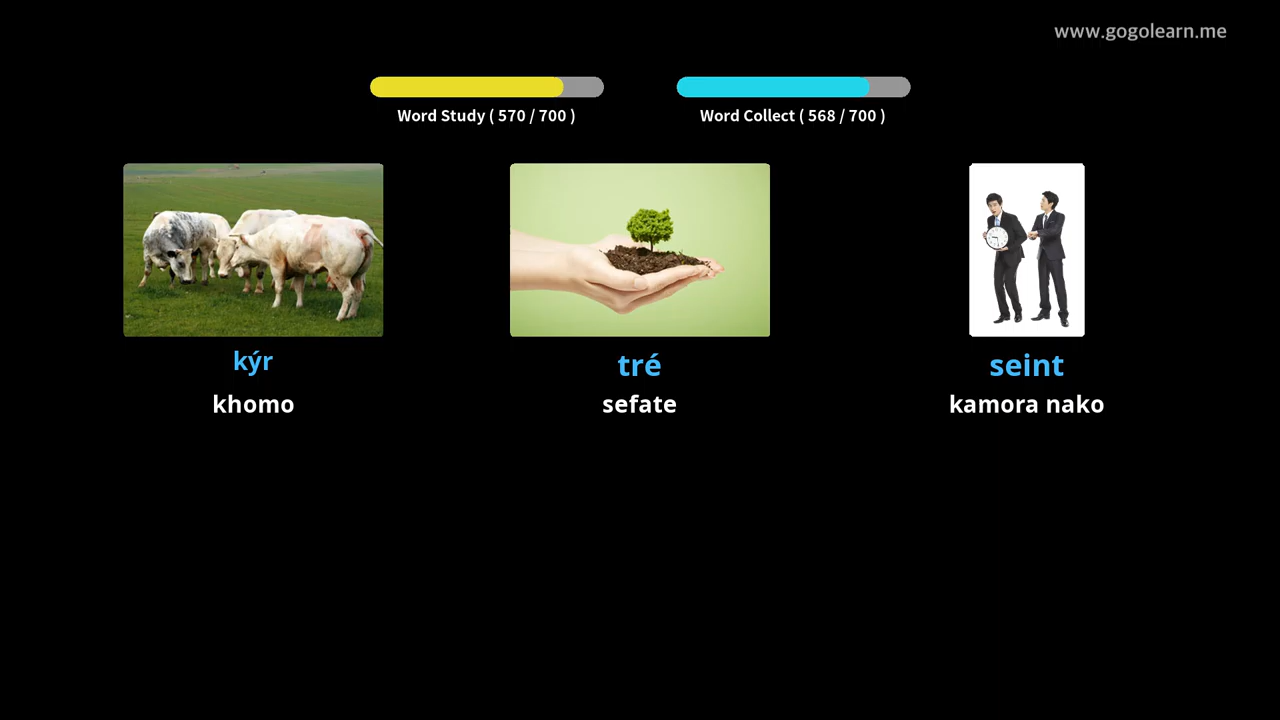 www.gogolearn.me
Word Study ( 570 / 700 )
Word Collect ( 568 / 700 )
kýr
khomo
tré
sefate
seint
kamora nako